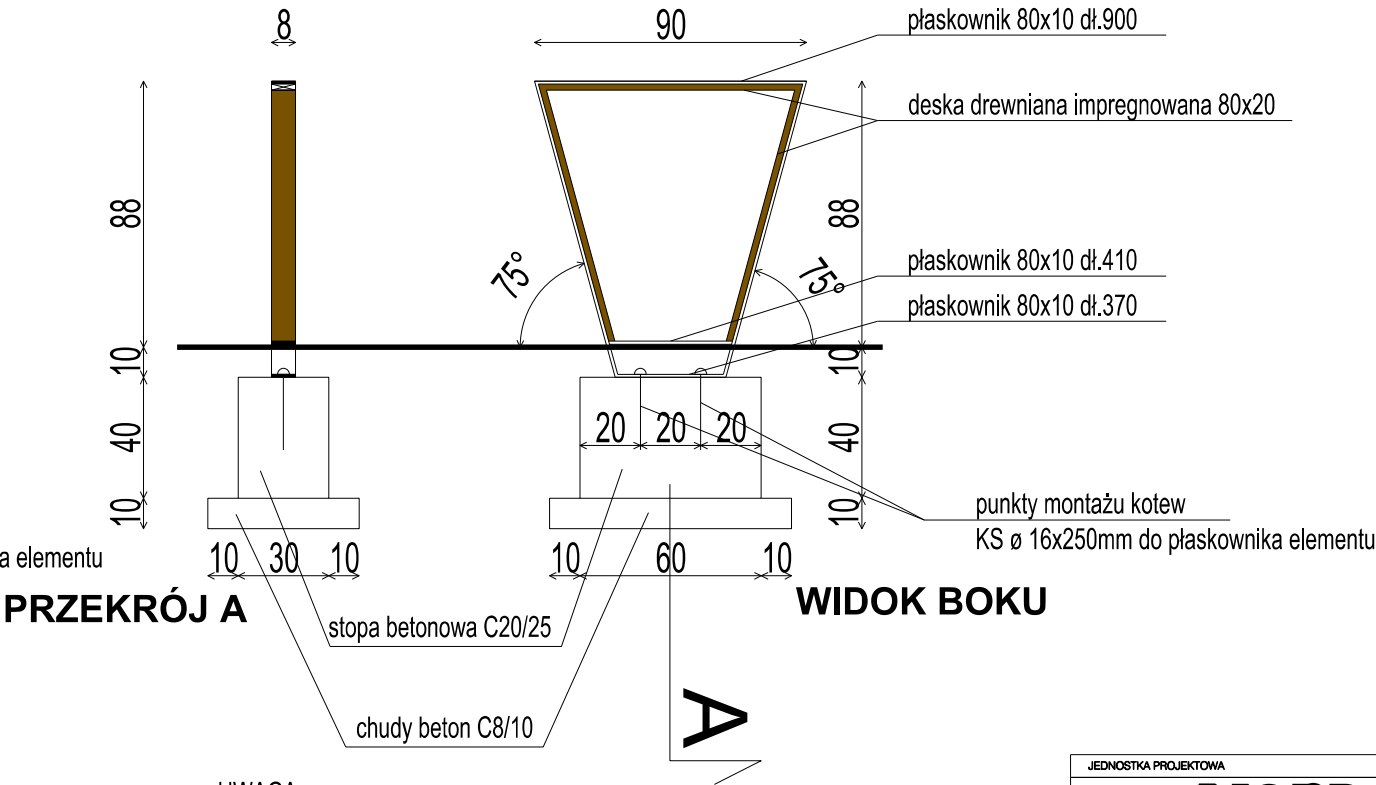 8
90
płaskownik 80x10 dł.900
deska drewniana impregnowana 80x20
88
88
75°
75°
płaskownik 80x10 dł.410
płaskownik 80x10 dł.370
10
10
40
20 20 20
40
10
10
punkty montażu kotew
KS ø 16x250mm do płaskownika elementu
a elementu
10 30 10
10 60 10
PRZEKRÓJ A
WIDOK BOKU
stopa betonowa C20/25
chudy beton C8/10
A
JEDNOSTKA PROJEKTOWA